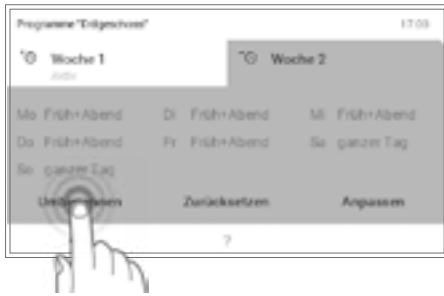 Programme "Erdgeschoss" 17:03
Woche 1 Woche 2
Aktiv
Mo Früh+Abend Di Früh+Abend Mi Früh+Abend
Do Früh+Abend Fr Früh+Abend Sa ganzer Tag
So ganzer Tag
Zurücksetzen Anpassen
?